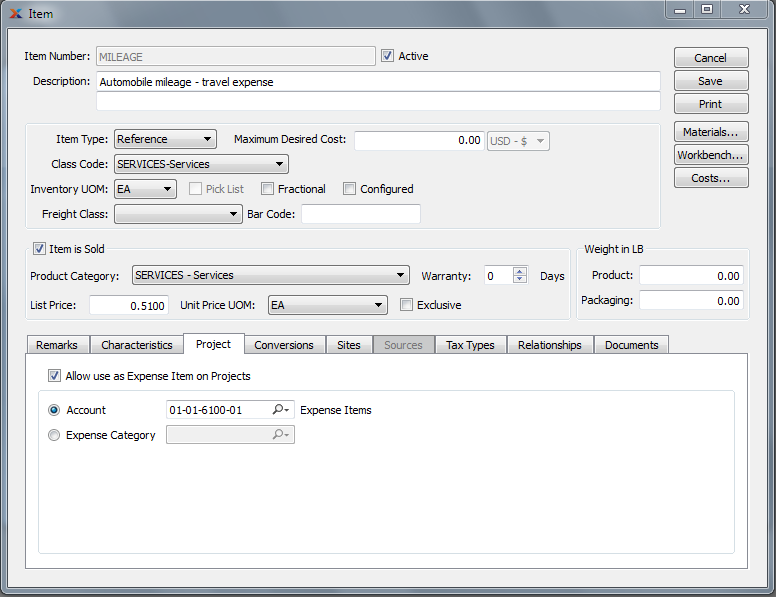 Item
Item Number: MILEAGE Active
Cancel
Description: Automobile mileage - travel expense
Save
Print
Item Type: Reference Maximum Desired Cost: 0.00 USD - $
Materials...
Class Code: SERVICES-Services
Workbench...
Inventory UOM: EA Pick List Fractional Configured
Costs...
Freight Class: Bar Code:
Item is Sold
Weight in LB
Product Category: SERVICES - Services Warranty: 0 Days
Product: 0.00
List Price: 0.5100 Unit Price UOM: EA Exclusive
Packaging: 0.00
Remarks Characteristics Project Conversions Sites Sources Tax Types Relationships Documents
Allow use as Expense Item on Projects
Account 01-01-6100-01 Expense Items
Expense Category